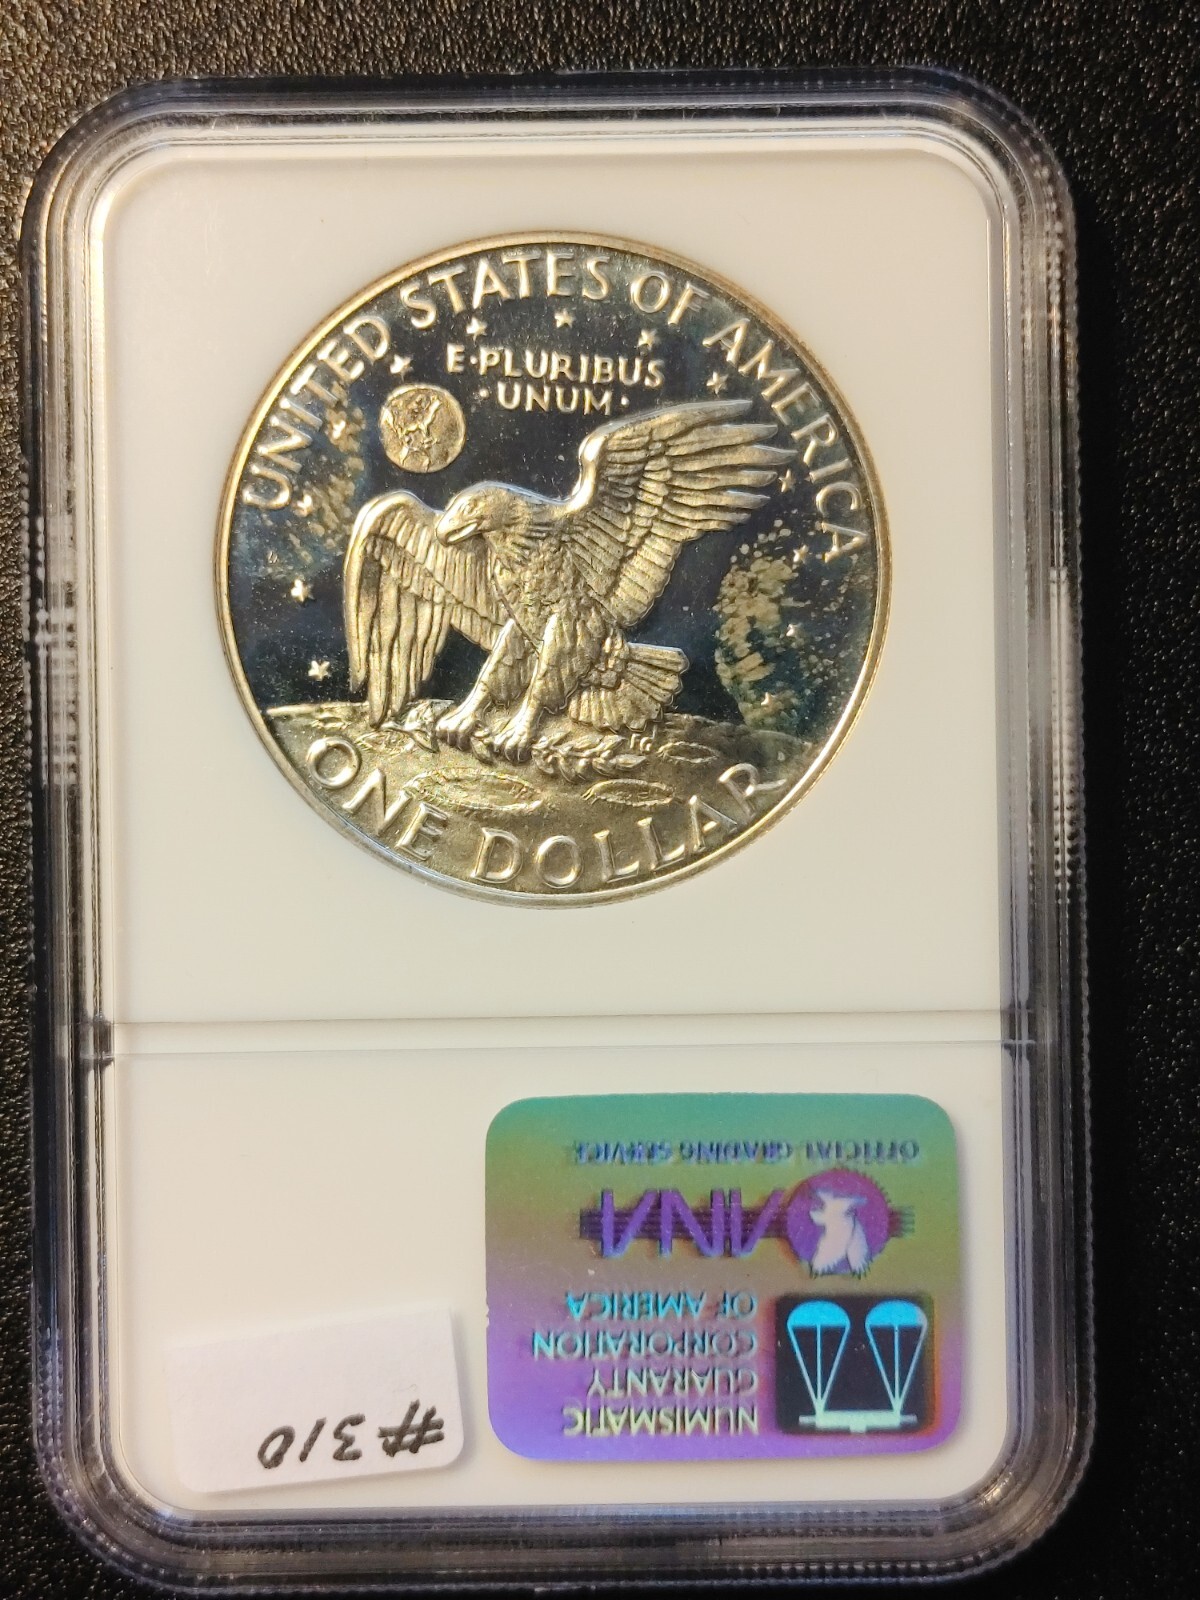 UNITED STATES OF AMERICA
E·PLURIBUS
·UNUM·
ONE DOLLAR
NUMISMATIC
GUARANTY
CORPORATION
OF AMERICA
ANA
OFFICIAL GRADING SERVICE
#310